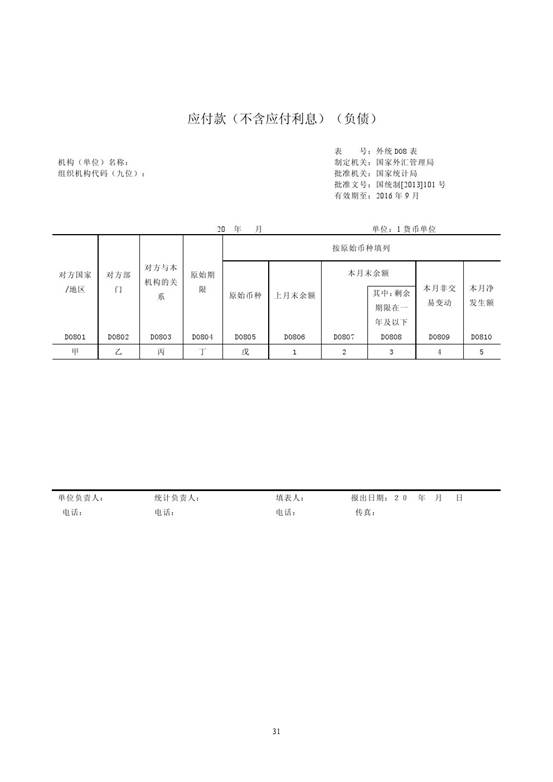 应付款（不含应付利息）（负债）
表　　号：外统 D08 表
机构（单位）名称：　制定机关：国家外汇管理局
组织机构代码（九位）：　批准机关：国家统计局
批准文号：国统制[2013]101 号
有效期至：2016 年 9 月
20　年　月　单位：1 货币单位
按原始币种填列
对方国家/地区　对方部门　对方与本机构的关系　原始期限　原始币种　上月末余额　本月末余额　其中：剩余期限在一年及以下　本月非交易变动　本月净发生额
D0801　D0802　D0803　D0804　D0805　D0806　D0807　D0808　D0809　D0810
甲　乙　丙　丁　戊　1　2　3　4　5
单位负责人：　统计负责人：　填表人：　报出日期：２０　年　月　日
电话：　电话：　电话：　传真：
31